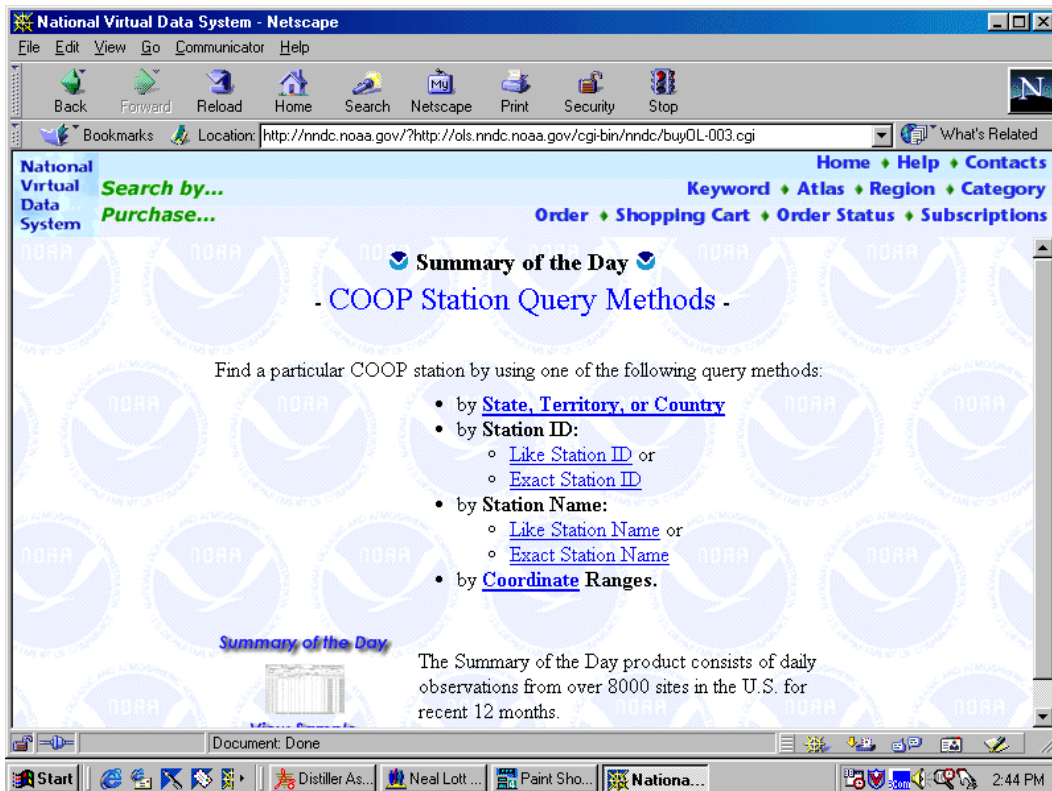 National Virtual Data System - Netscape
File Edit View Go Communicator Help
Back Forward Reload Home Search Netscape Print Security Stop
My
N
Bookmarks Location: http://nndc.noaa.gov/?http://ols.nndc.noaa.gov/cgi-bin/nndc/buyOL-003.cgi What's Related
National
Virtual
Data
System
Search by...
Purchase...
Home ♦ Help ♦ Contacts
Keyword ♦ Atlas ♦ Region ♦ Category
Order ♦ Shopping Cart ♦ Order Status ♦ Subscriptions
Summary of the Day
- COOP Station Query Methods -
Find a particular COOP station by using one of the following query methods:
• by State, Territory, or Country
• by Station ID:
o Like Station ID or
o Exact Station ID
• by Station Name:
o Like Station Name or
o Exact Station Name
• by Coordinate Ranges.
Summary of the Day
View Sample
The Summary of the Day product consists of daily
observations from over 8000 sites in the U.S. for
recent 12 months.
Document: Done
Start Distiller As... Neal Lott ... Paint Sho... Nationa... 2:44 PM